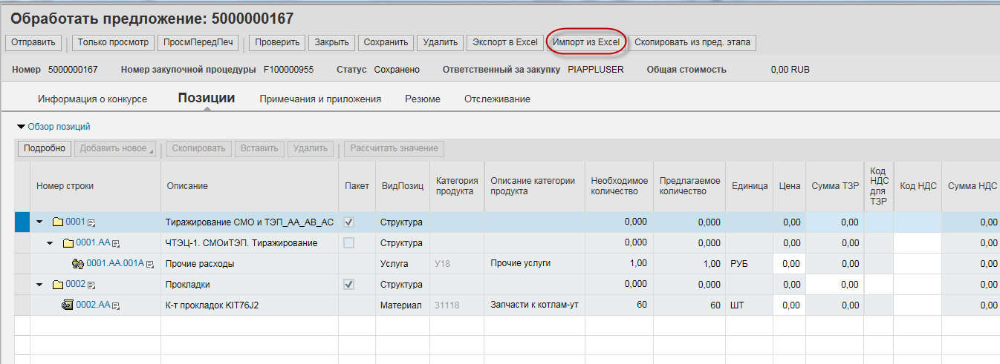 Обработать предложение: 5000000167
Отправить Только просмотр ПросмПередПеч Проверить Закрыть Сохранить Удалить Экспорт в Excel Импорт из Excel Скопировать из пред. этапа
Номер 5000000167 Номер закупочной процедуры F100000955 Статус Сохранено Ответственный за закупку PIAPPLUSER Общая стоимость 0,00 RUB
Информация о конкурсе Позиции Примечания и приложения Резюме Отслеживание
Обзор позиций
Подробно Добавить новое Скопировать Вставить Удалить Рассчитать значение
Номер строки Описание Пакет ВидПозиц Категория продукта Описание категории продукта Необходимое количество Предлагаемое количество Единица Цена Сумма ТЗР Код НДС для ТЗР Код НДС Сумма НДС
0001 Тиражирование СМО и ТЭП_АА_АВ_АС Структура 0,000 0,000 0,00 0,00 0,00
0001.AA ЧТЭЦ-1. СМОиТЭП. Тиражирование Структура 0,000 0,000 0,00 0,00 0,00
0001.AA.001A Прочие расходы Услуга У18 Прочие услуги 1,00 1,00 РУБ 0,00 0,00 0,00
0002 Прокладки Структура 0,000 0,000 0,00 0,00 0,00
0002.AA К-т прокладок KIT76J2 Материал 31118 Запчасти к котлам-ут 60 60 ШТ 0,00 0,00 0,00